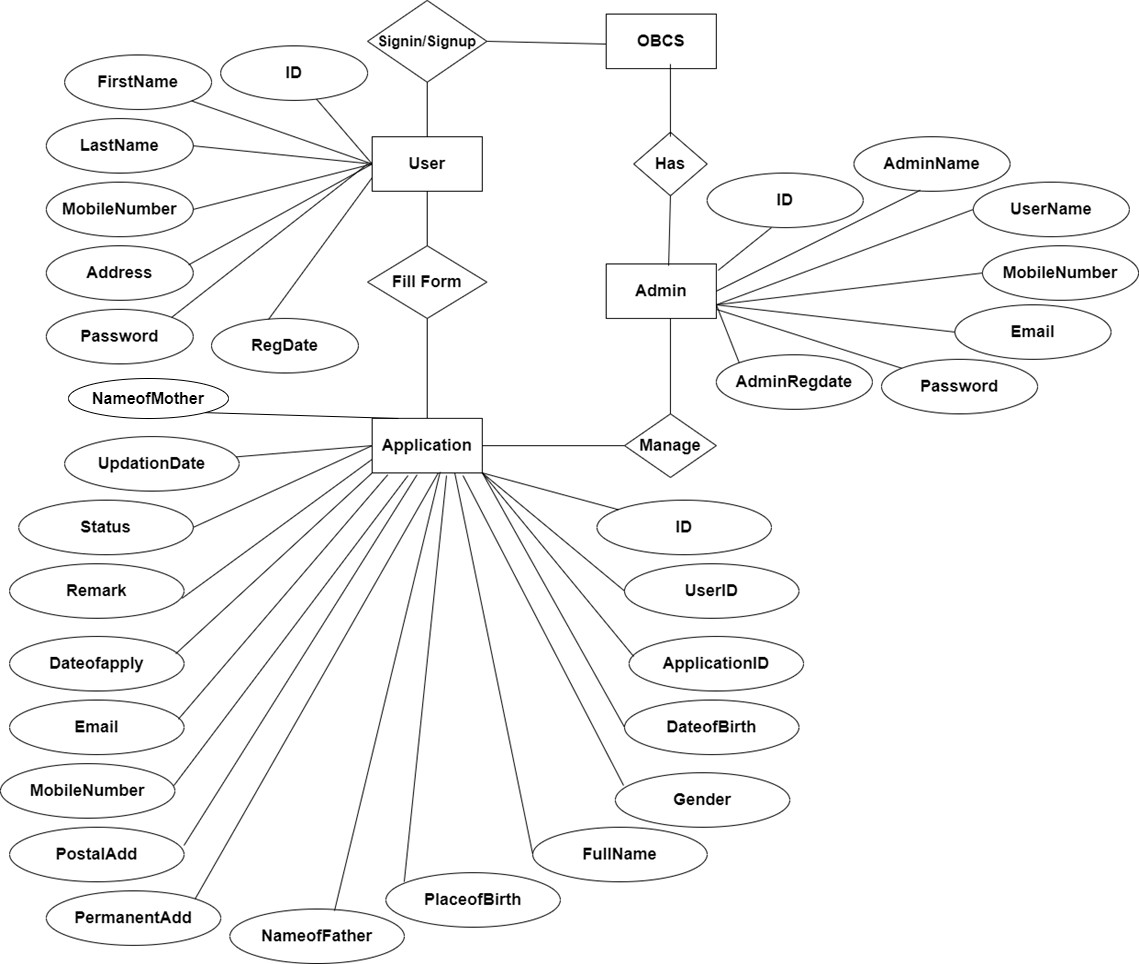 Signin/Signup
OBCS
FirstName
ID
LastName
User
Has
AdminName
MobileNumber
ID
UserName
Address
Fill Form
Admin
MobileNumber
Password
RegDate
Email
AdminRegdate
Password
NameofMother
Application
Manage
UpdationDate
Status
ID
Remark
UserID
Dateofapply
ApplicationID
Email
DateofBirth
MobileNumber
Gender
PostalAdd
FullName
PermanentAdd
PlaceofBirth
NameofFather